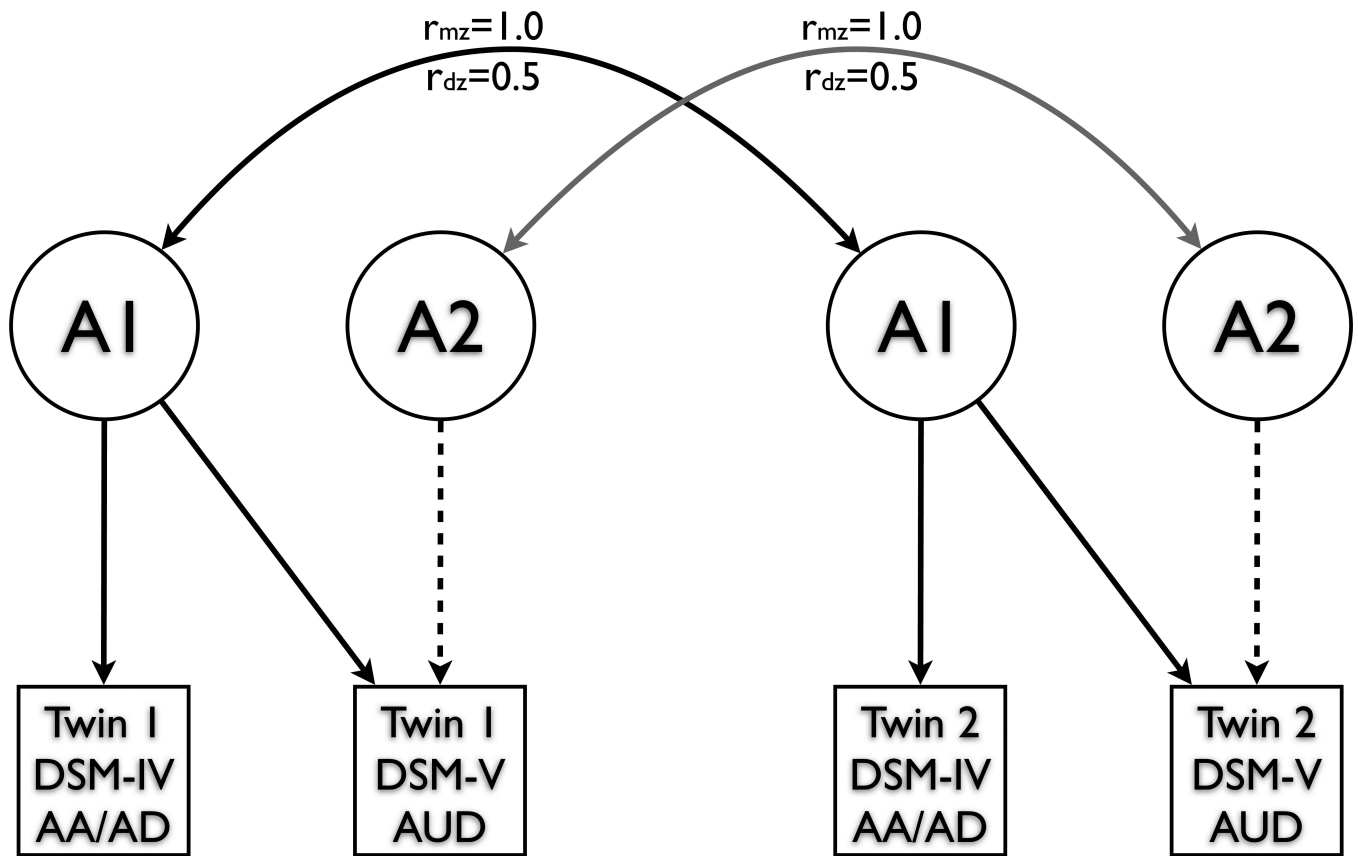 rmz=1.0
rdz=0.5
rmz=1.0
rdz=0.5
A1
A2
A1
A2
Twin 1
DSM-IV
AA/AD
Twin 1
DSM-V
AUD
Twin 2
DSM-IV
AA/AD
Twin 2
DSM-V
AUD